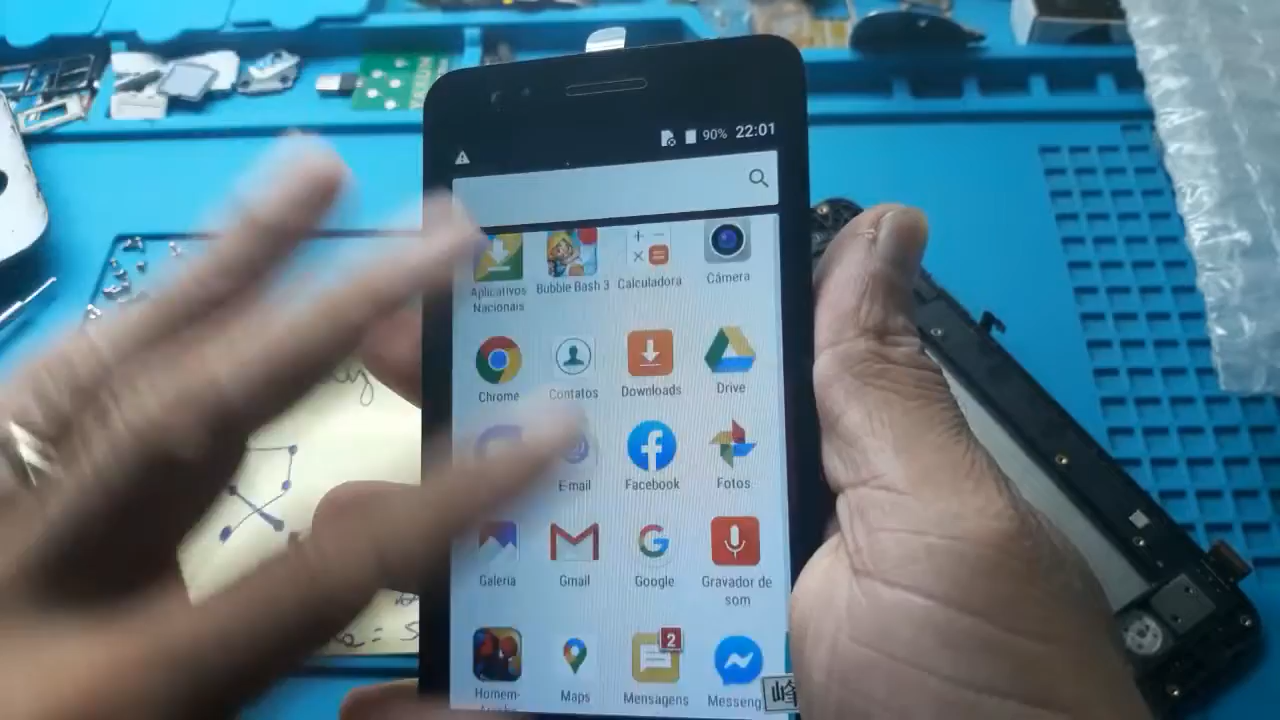 90% 22:01
Aplicativos Nacionais
Bubble Bash 3
Calculadora
Câmera
Chrome
Contatos
Downloads
Drive
E-mail
Facebook
Fotos
Galeria
Gmail
Google
Gravador de som
Homem-
Maps
2
Mensagens
Messeng
峰